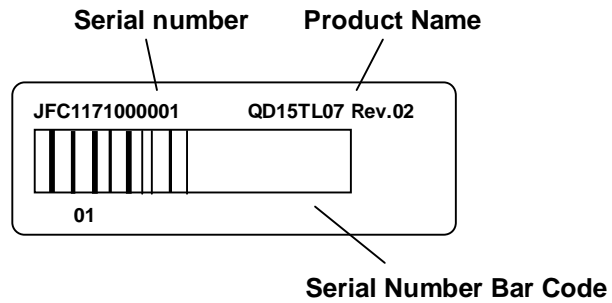 Serial number Product Name
JFC1171000001 QD15TL07 Rev.02
01
Serial Number Bar Code